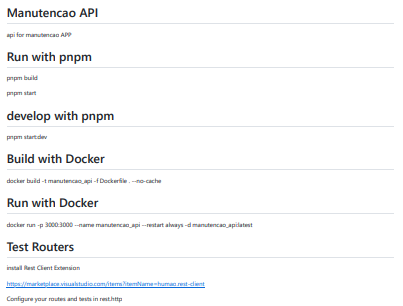 Manutencao API
api for manutencao APP
Run with pnpm
pnpm build
pnpm start
develop with pnpm
pnpm start:dev
Build with Docker
docker build -t manutencao_api -f Dockerfile . --no-cache
Run with Docker
docker run -p 3000:3000 --name manutencao_api --restart always -d manutencao_api:latest
Test Routers
install Rest Client Extension
https://marketplace.visualstudio.com/items?itemName=humao.rest-client
Configure your routes and tests in rest.http